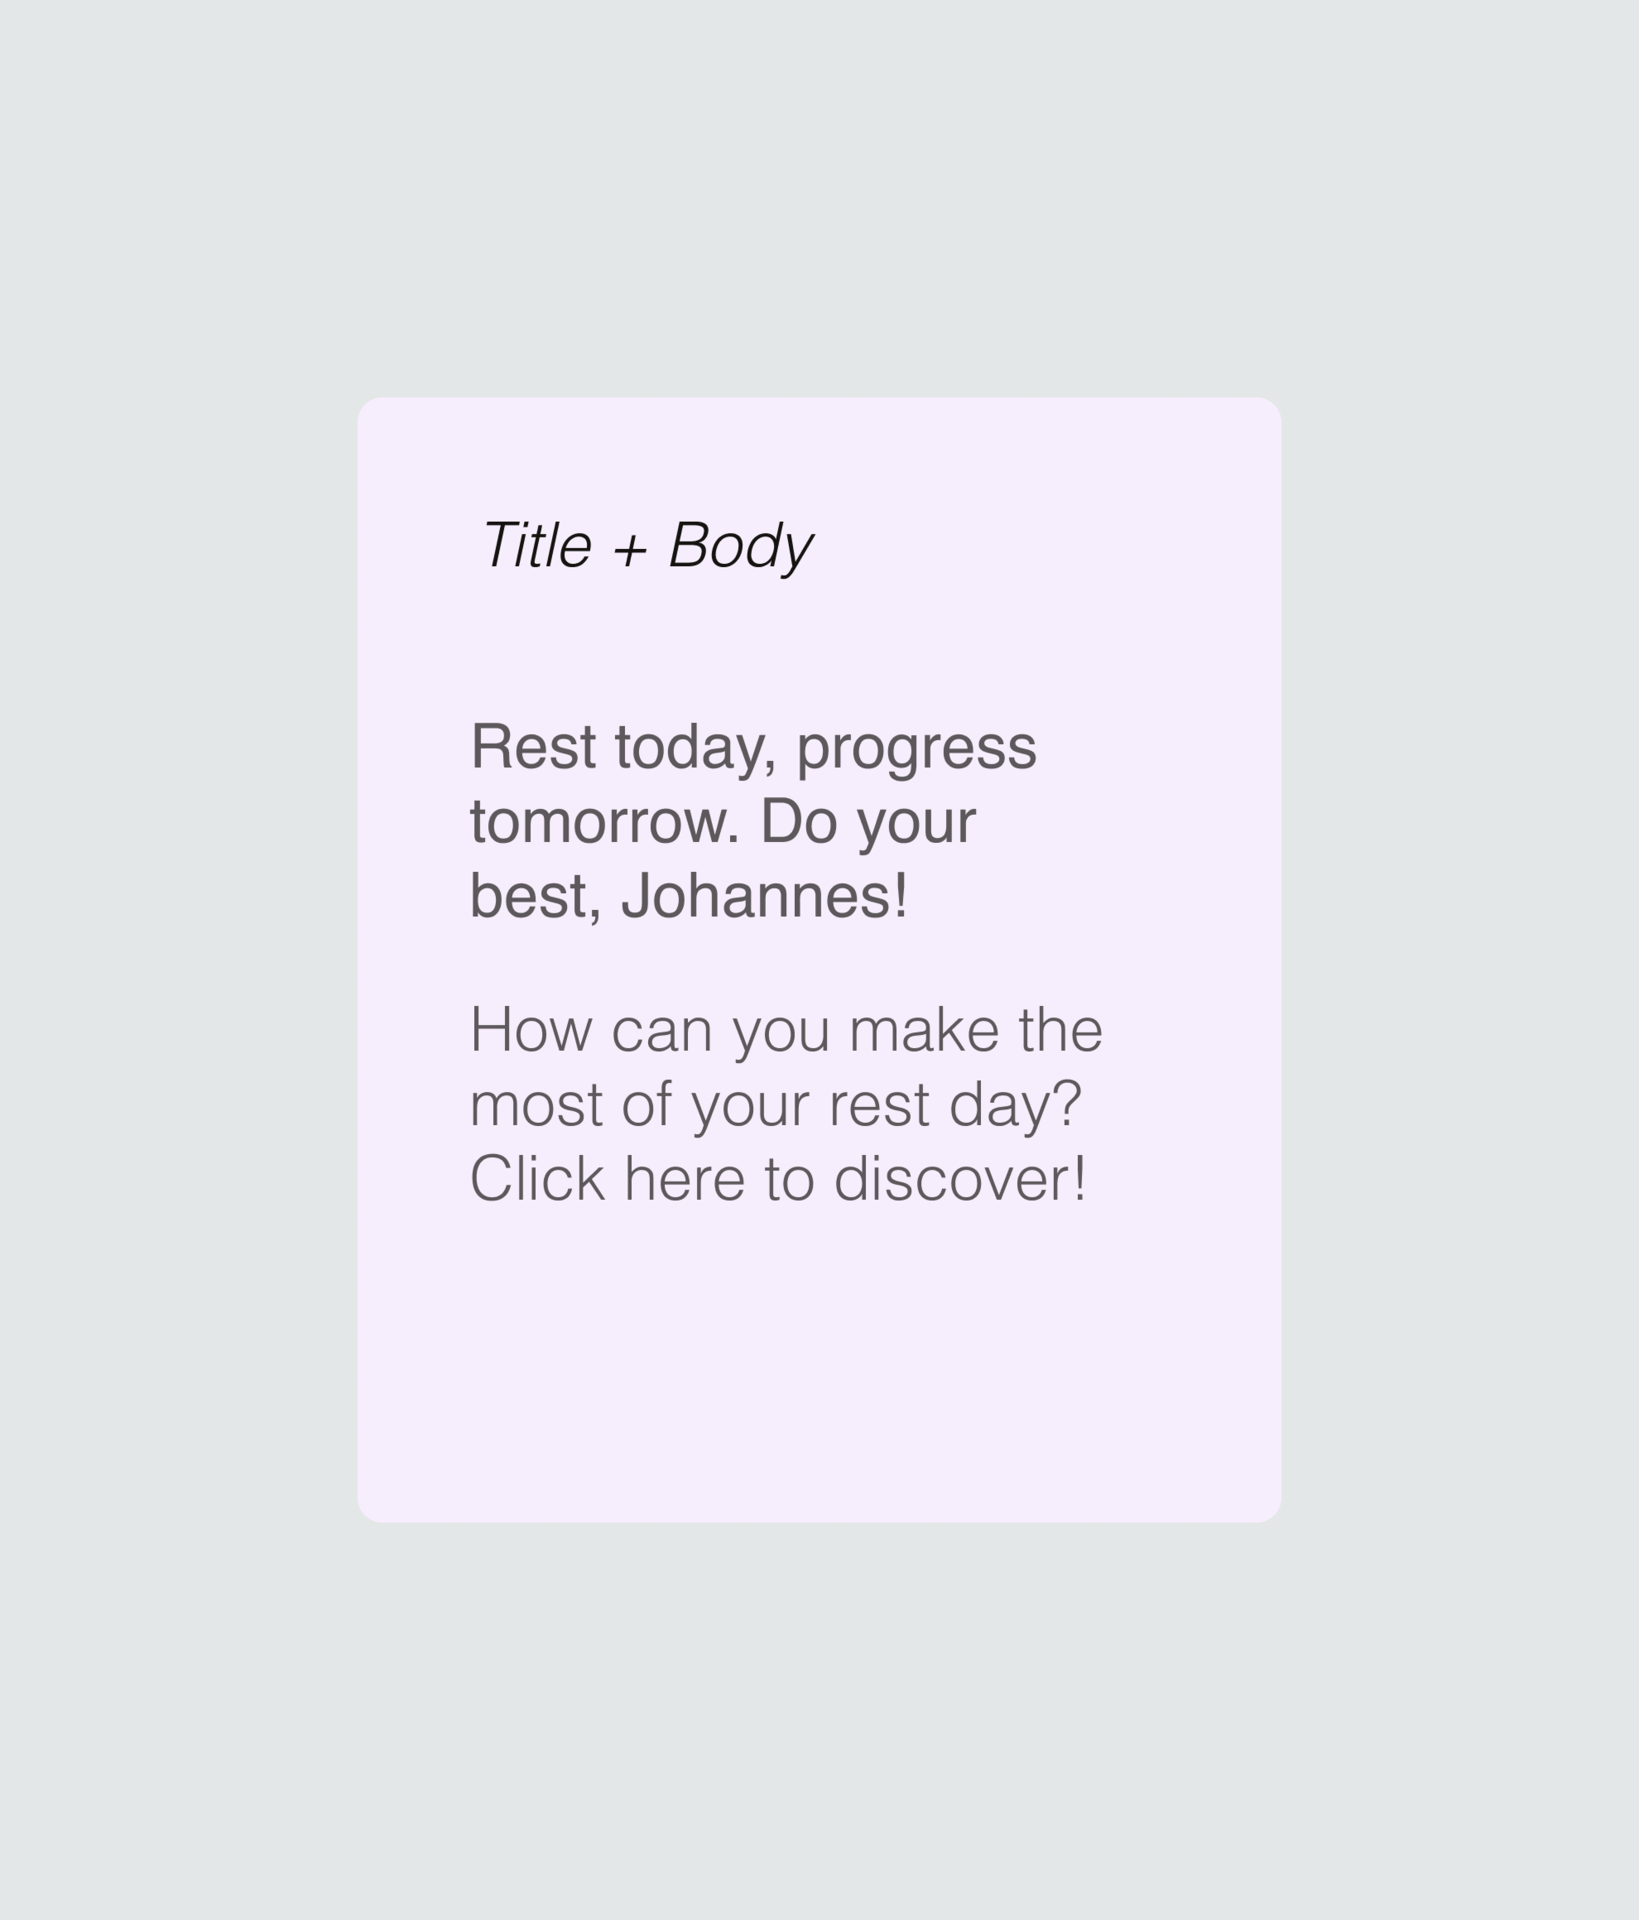 Title + Body
Rest today, progress
tomorrow. Do your
best, Johannes!
How can you make the
most of your rest day?
Click here to discover!